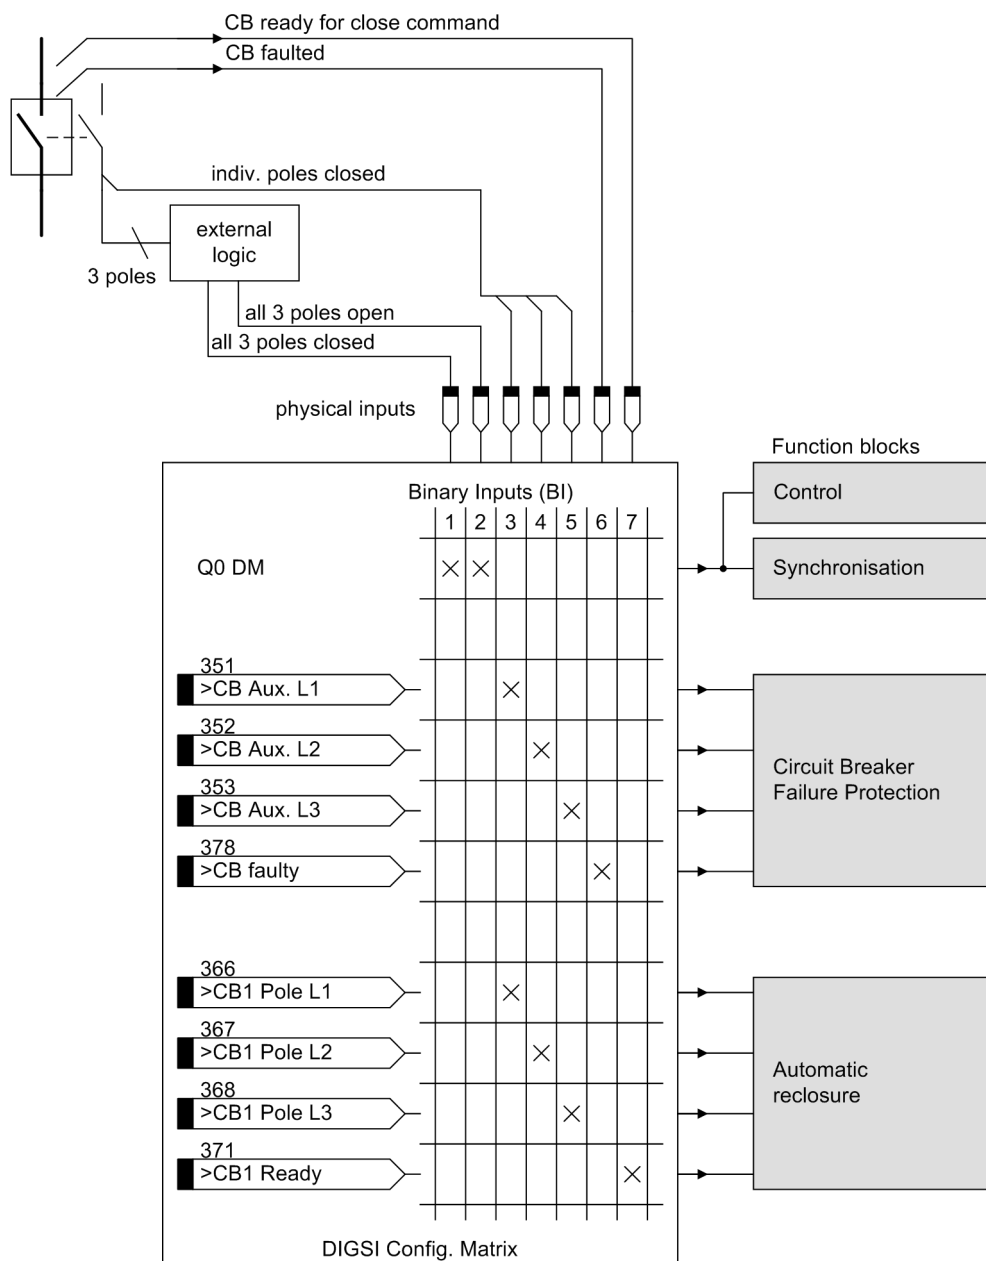 CB ready for close command
CB faulted
indiv. poles closed
external
logic
3 poles
all 3 poles open
all 3 poles closed
physical inputs
Function blocks
Binary Inputs (BI)
1 2 3 4 5 6 7
Control
Q0 DM
Synchronisation
351
>CB Aux. L1
352
>CB Aux. L2
353
>CB Aux. L3
378
>CB faulty
Circuit Breaker
Failure Protection
366
>CB1 Pole L1
367
>CB1 Pole L2
368
>CB1 Pole L3
371
>CB1 Ready
Automatic
reclosure
DIGSI Config. Matrix